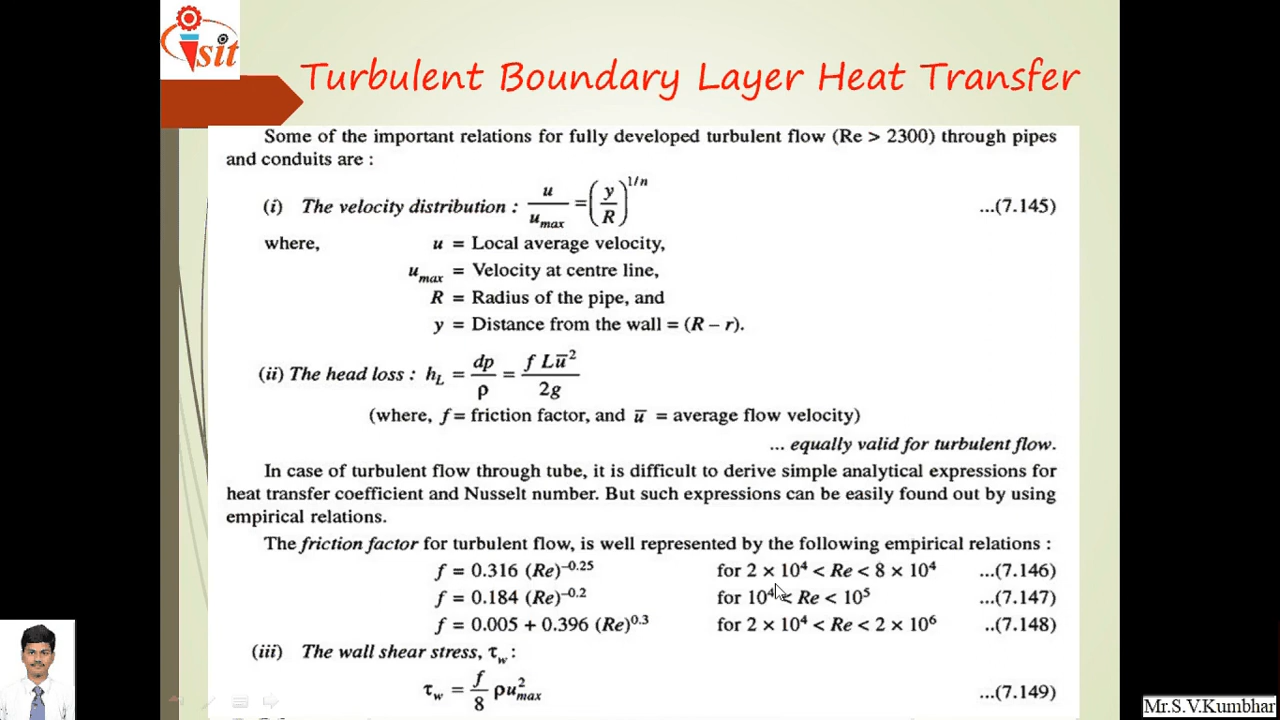 isit
Turbulent Boundary Layer Heat Transfer
Some of the important relations for fully developed turbulent flow (Re > 2300) through pipes
and conduits are :
(i) The velocity distribution : u/u_max = (y/R)^1/n ...(7.145)
where, u = Local average velocity,
u_max = Velocity at centre line,
R = Radius of the pipe, and
y = Distance from the wall = (R – r).
(ii) The head loss : h_L = dp/ρ = f Lū²/2g
(where, f = friction factor, and ū = average flow velocity)
... equally valid for turbulent flow.
In case of turbulent flow through tube, it is difficult to derive simple analytical expressions for
heat transfer coefficient and Nusselt number. But such expressions can be easily found out by using
empirical relations.
The friction factor for turbulent flow, is well represented by the following empirical relations :
f = 0.316 (Re)^–0.25 for 2 × 10⁴ < Re < 8 × 10⁴ ...(7.146)
f = 0.184 (Re)^–0.2 for 10⁴ < Re < 10⁵ ...(7.147)
f = 0.005 + 0.396 (Re)^0.3 for 2 × 10⁴ < Re < 2 × 10⁶ ..(7.148)
(iii) The wall shear stress, τ_w :
τ_w = f/8 ρu²_max ...(7.149)
Mr.S.V.Kumbhar